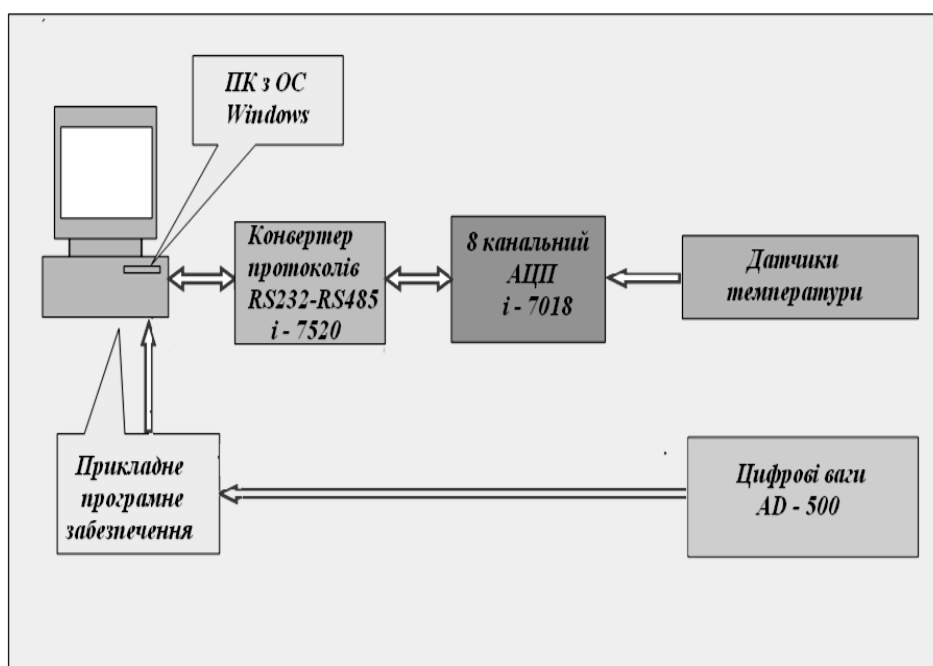 ПК з ОС
Windows
Конвертер
протоколів
RS232-RS485
і - 7520
8 канальний
АЦП
і - 7018
Датчики
температури
Прикладне
програмне
забезпечення
Цифрові ваги
AD - 500